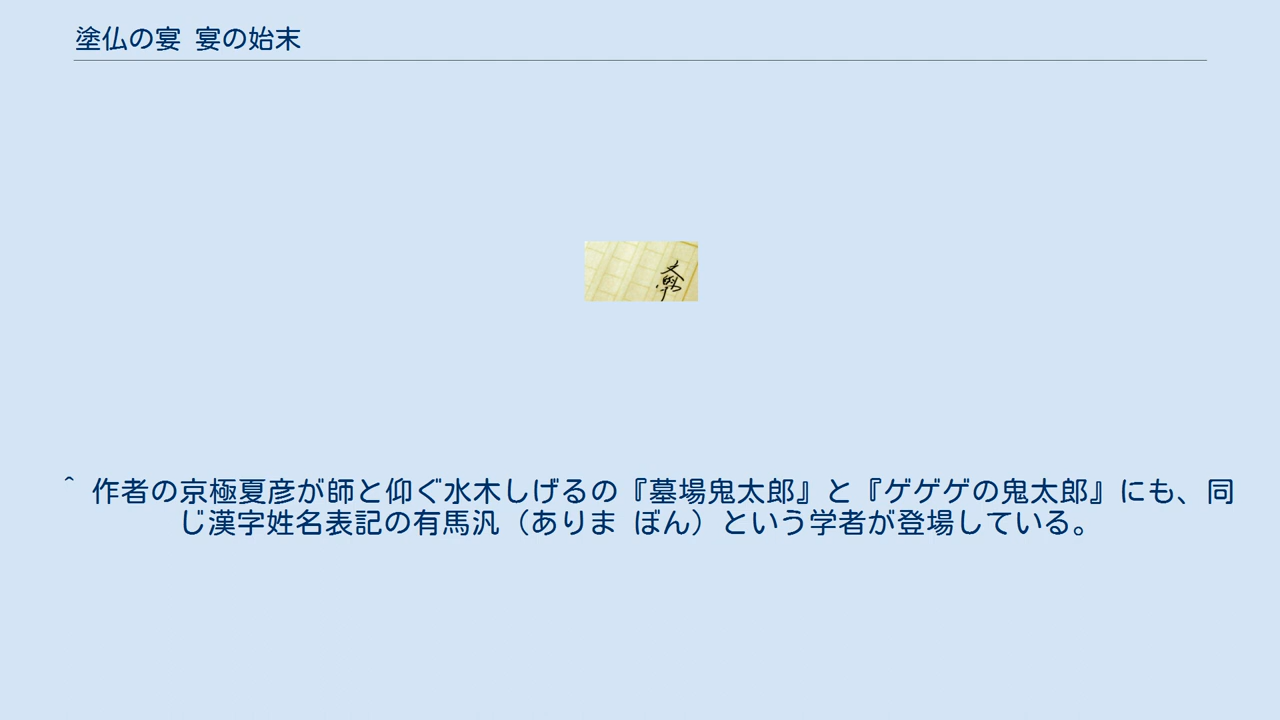 塗仏の宴 宴の始末
^ 作者の京極夏彦が師と仰ぐ水木しげるの『墓場鬼太郎』と『ゲゲゲの鬼太郎』にも、同
じ漢字姓名表記の有馬汎（ありま ぼん）という学者が登場している。